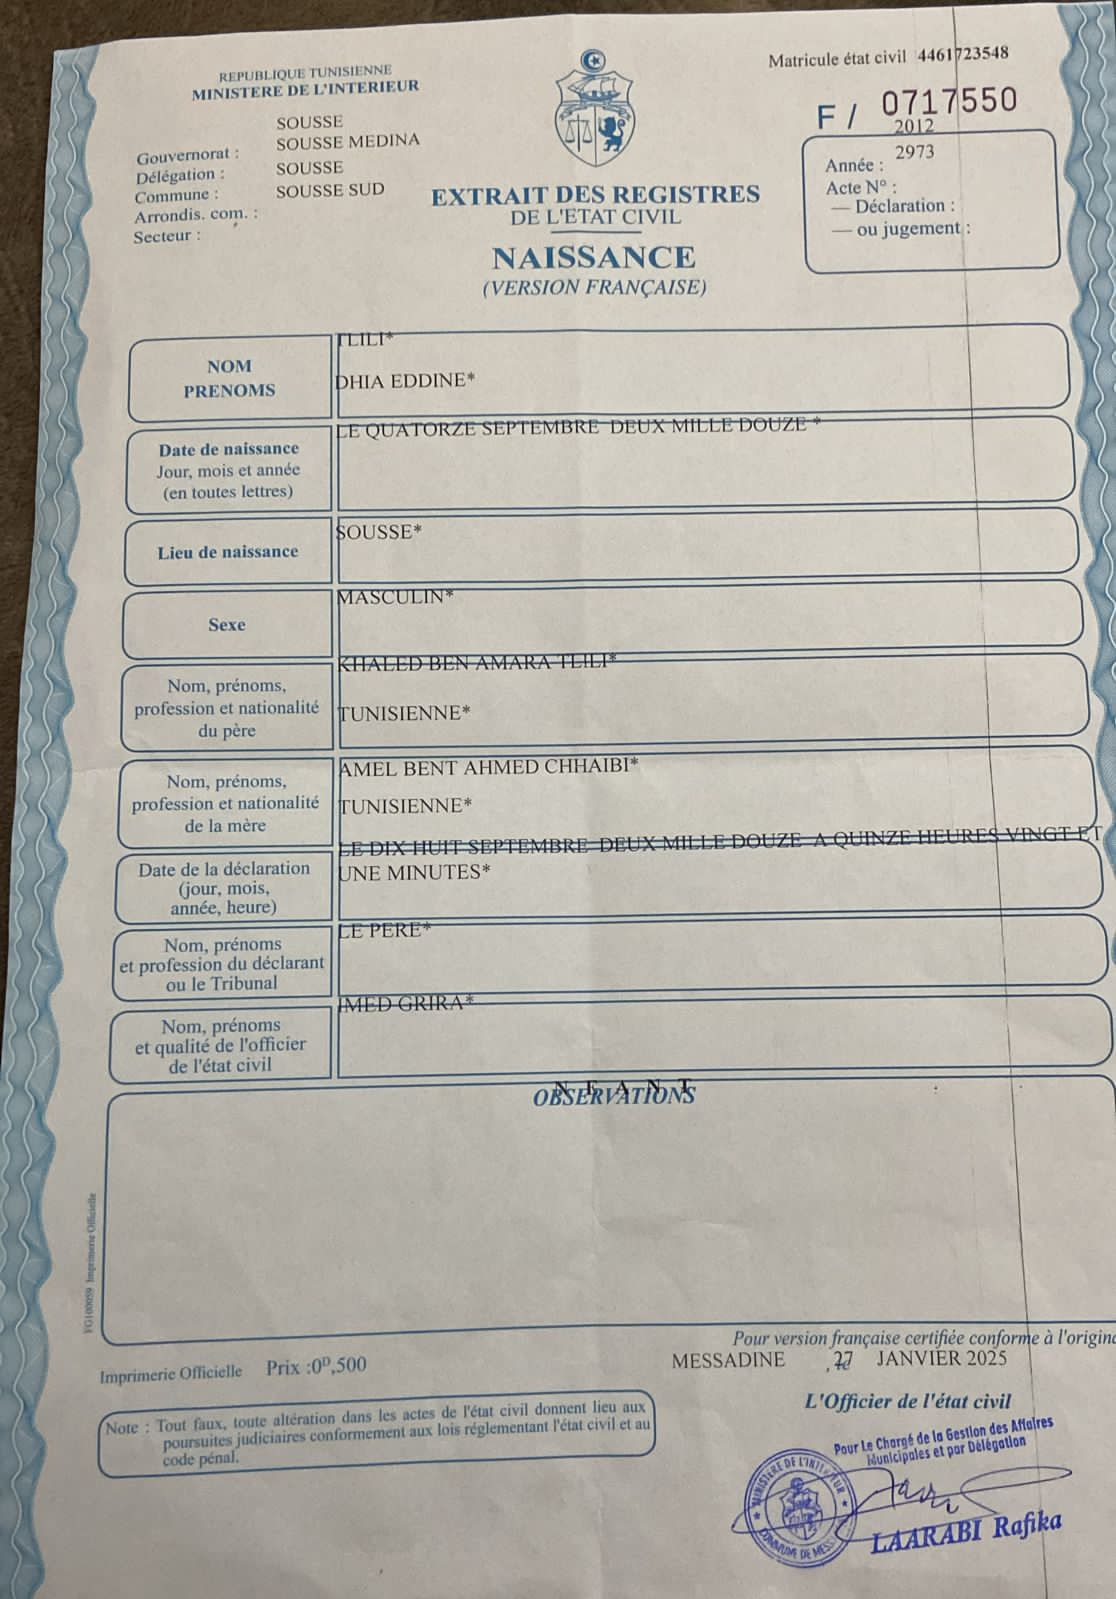 REPUBLIQUE TUNISIENNE
MINISTERE DE L'INTERIEUR
Matricule état civil 4461723548
F / 0717550
Gouvernorat : SOUSSE
Délégation : SOUSSE MEDINA
Commune : SOUSSE
Arrondis. com. : SOUSSE SUD
Secteur :
2012
Année : 2973
Acte N° :
— Déclaration :
— ou jugement :
EXTRAIT DES REGISTRES
DE L'ETAT CIVIL
NAISSANCE
(VERSION FRANÇAISE)
NOM TLILI*
PRENOMS DHIA EDDINE*
Date de naissance
Jour, mois et année
(en toutes lettres)
LE QUATORZE SEPTEMBRE DEUX MILLE DOUZE *
Lieu de naissance SOUSSE*
Sexe MASCULIN*
Nom, prénoms,
profession et nationalité
du père
KHALED BEN AMARA TLILI*
TUNISIENNE*
Nom, prénoms,
profession et nationalité
de la mère
AMEL BENT AHMED CHHAIBI*
TUNISIENNE*
Date de la déclaration
(jour, mois,
année, heure)
LE DIX HUIT SEPTEMBRE DEUX MILLE DOUZE A QUINZE HEURES VINGT ET
UNE MINUTES*
Nom, prénoms
et profession du déclarant
ou le Tribunal
LE PERE*
Nom, prénoms
et qualité de l'officier
de l'état civil
IMED GRIRA*
OBSERVATIONS
N E A N T
FG100059 Imprimerie Officielle
Pour version française certifiée conforme à l'origina
MESSADINE , 27 JANVIER 2025
Imprimerie Officielle Prix :0D,500
L'Officier de l'état civil
Note : Tout faux, toute altération dans les actes de l'état civil donnent lieu aux
poursuites judiciaires conformement aux lois réglementant l'état civil et au
code pénal.
Pour Le Chargé de la Gestion des Affaires
Municipales et par Délégation
MINISTERE DE L'INTERIEUR
COMMUNE DE
LAARABI Rafika